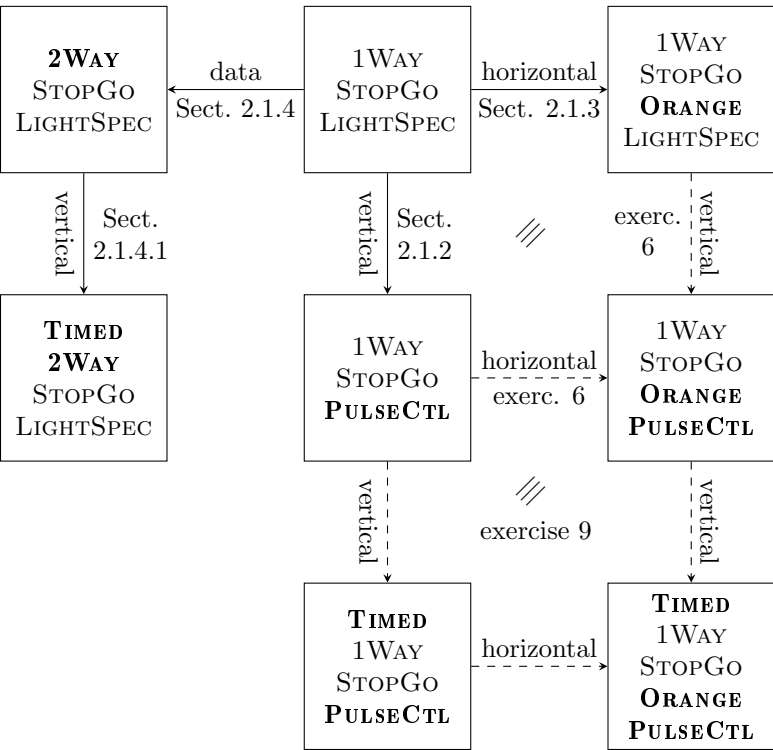 2WAY
STOPGO
LIGHTSPEC
data
Sect. 2.1.4
1WAY
STOPGO
LIGHTSPEC
horizontal
Sect. 2.1.3
1WAY
STOPGO
ORANGE
LIGHTSPEC
vertical
Sect.
2.1.4.1
vertical
Sect.
2.1.2
exerc.
6
vertical
TIMED
2WAY
STOPGO
LIGHTSPEC
1WAY
STOPGO
PULSECTL
horizontal
exerc. 6
1WAY
STOPGO
ORANGE
PULSECTL
vertical
exercise 9
vertical
TIMED
1WAY
STOPGO
PULSECTL
horizontal
TIMED
1WAY
STOPGO
ORANGE
PULSECTL